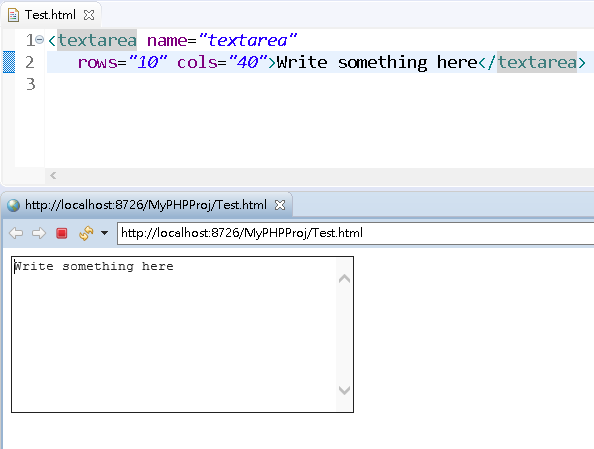 Test.html
1 <textarea name="textarea"
2 rows="10" cols="40">Write something here</textarea>
3
http://localhost:8726/MyPHPProj/Test.html
http://localhost:8726/MyPHPProj/Test.html
Write something here